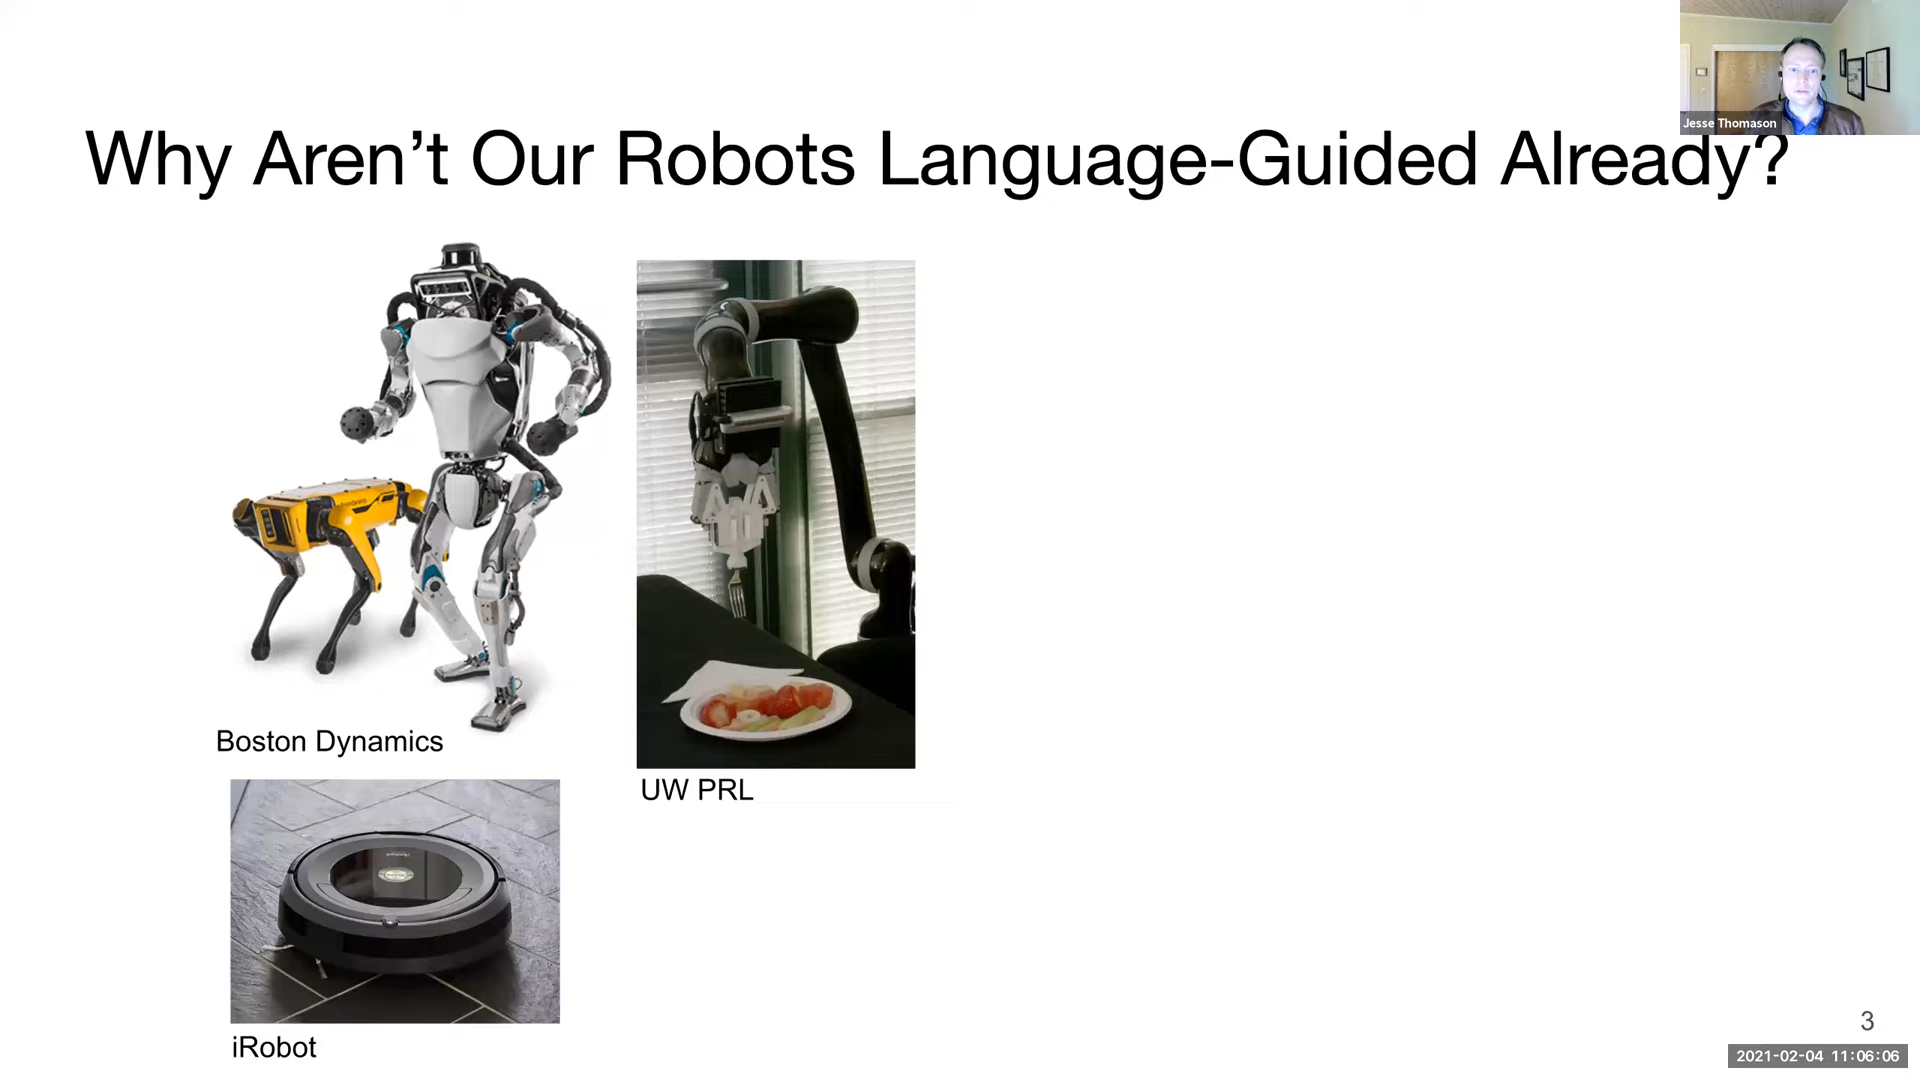 Jesse Thomason
Why Aren’t Our Robots Language-Guided Already?
Boston Dynamics
UW PRL
iRobot
3
2021-02-04 11:06:06